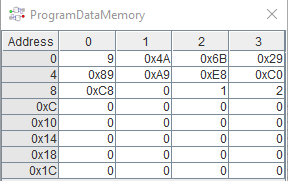 ProgramDataMemory
Address 0 1 2 3
0 9 0x4A 0x6B 0x29
4 0x89 0xA9 0xE8 0xC0
8 0xC8 0 1 2
0xC 0 0 0 0
0x10 0 0 0 0
0x14 0 0 0 0
0x18 0 0 0 0
0x1C 0 0 0 0